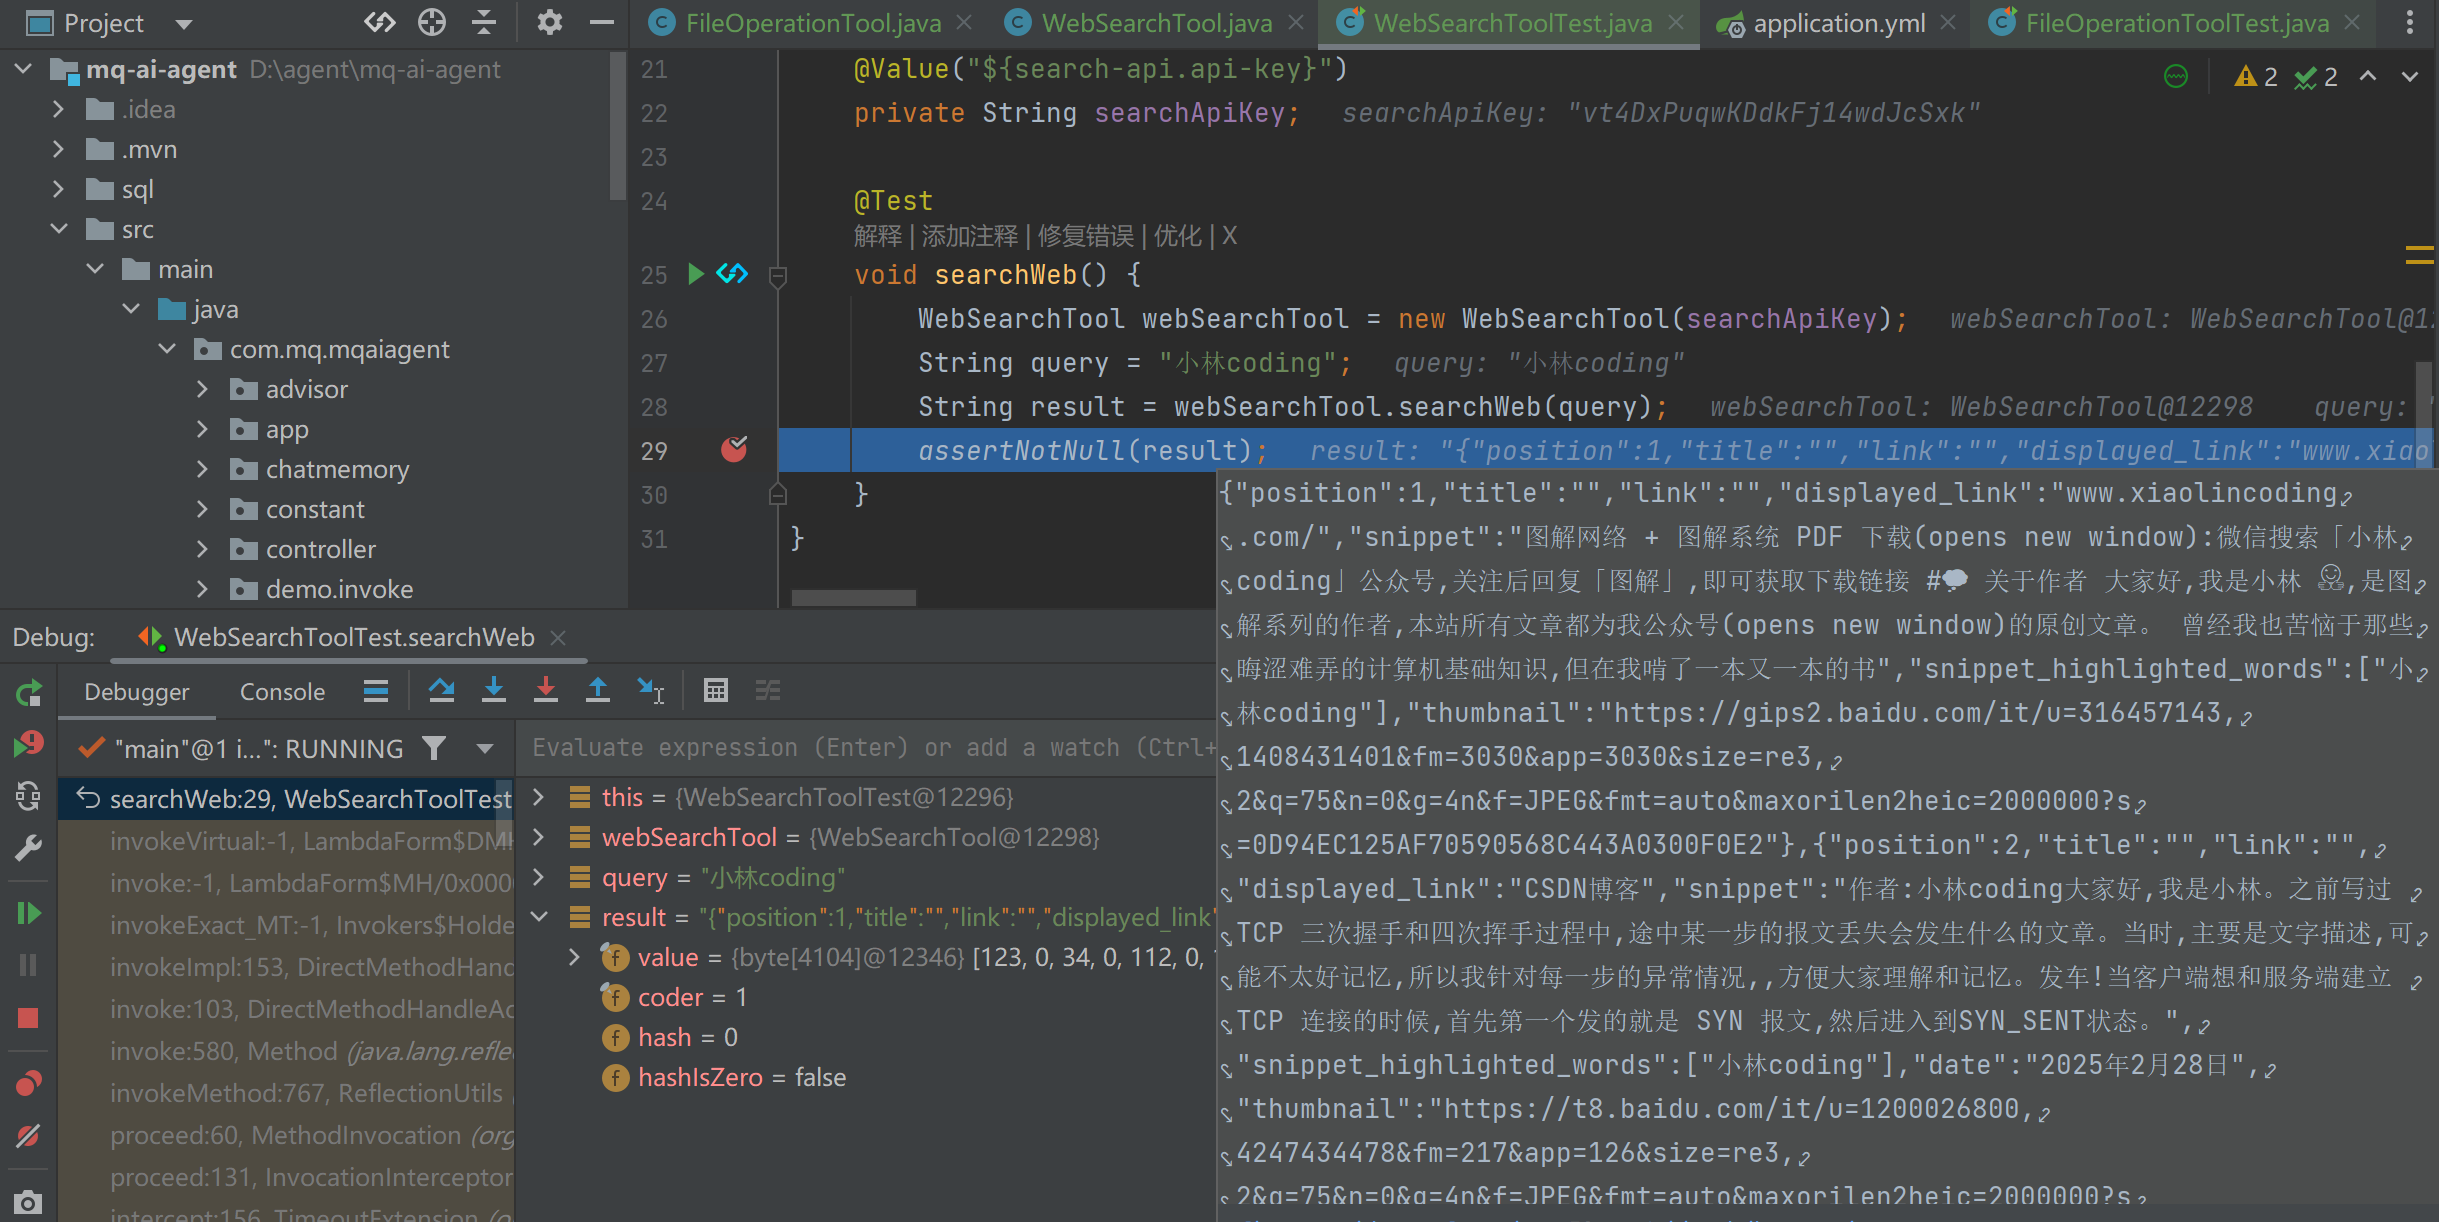 Project
FileOperationTool.java
WebSearchTool.java
WebSearchToolTest.java
application.yml
FileOperationToolTest.java
mq-ai-agent D:\agent\mq-ai-agent
.idea
.mvn
sql
src
main
java
com.mq.mqaiagent
advisor
app
chatmemory
constant
controller
demo.invoke
2 2
21 @Value("${search-api.api-key}")
22 private String searchApiKey; searchApiKey: "vt4DxPuqwKDdkFj14wdJcSxk"
23
24 @Test
解释 | 添加注释 | 修复错误 | 优化 | X
25 void searchWeb() {
26 WebSearchTool webSearchTool = new WebSearchTool(searchApiKey); webSearchTool: WebSearchTool@12
27 String query = "小林coding"; query: "小林coding"
28 String result = webSearchTool.searchWeb(query); webSearchTool: WebSearchTool@12298 query: "
29 assertNotNull(result); result: "{"position":1,"title":"","link":"","displayed_link":"www.xiao
30 }
31 }
{"position":1,"title":"","link":"","displayed_link":"www.xiaolincoding
.com/","snippet":"图解网络 + 图解系统 PDF 下载(opens new window):微信搜索「小林
coding」公众号,关注后回复「图解」,即可获取下载链接 #💭 关于作者 大家好,我是小林 ,是图
解系列的作者,本站所有文章都为我公众号(opens new window)的原创文章。 曾经我也苦恼于那些
晦涩难弄的计算机基础知识,但在我啃了一本又一本的书","snippet_highlighted_words":["小
林coding"],"thumbnail":"https://gips2.baidu.com/it/u=316457143,
1408431401&fm=3030&app=3030&size=re3,
2&q=75&n=0&g=4n&f=JPEG&fmt=auto&maxorilen2heic=2000000?s
=0D94EC125AF70590568C443A0300F0E2"},{"position":2,"title":"","link":"",
"displayed_link":"CSDN博客","snippet":"作者:小林coding大家好,我是小林。之前写过
TCP 三次握手和四次挥手过程中,途中某一步的报文丢失会发生什么的文章。当时,主要是文字描述,可
能不太好记忆,所以我针对每一步的异常情况,,方便大家理解和记忆。发车!当客户端想和服务端建立
TCP 连接的时候,首先第一个发的就是 SYN 报文,然后进入到SYN_SENT状态。",
"snippet_highlighted_words":["小林coding"],"date":"2025年2月28日",
"thumbnail":"https://t8.baidu.com/it/u=1200026800,
4247434478&fm=217&app=126&size=re3,
2&q=75&n=0&g=4n&f=JPEG&fmt=auto&maxorilen2heic=2000000?s
Debug: WebSearchToolTest.searchWeb
Debugger Console
"main"@1 i...": RUNNING
Evaluate expression (Enter) or add a watch (Ctrl+
searchWeb:29, WebSearchToolTest
invokeVirtual:-1, LambdaForm$DMH
invoke:-1, LambdaForm$MH/0x000
invokeExact_MT:-1, Invokers$Holde
invokeImpl:153, DirectMethodHand
invoke:103, DirectMethodHandleAc
invoke:580, Method (java.lang.refle
invokeMethod:767, ReflectionUtils
proceed:60, MethodInvocation (org
proceed:131, InvocationInterceptor
intercept:156, TimeoutExtension (o
this = {WebSearchToolTest@12296}
webSearchTool = {WebSearchTool@12298}
query = "小林coding"
result = "{"position":1,"title":"","link":"","displayed_link"
value = {byte[4104]@12346} [123, 0, 34, 0, 112, 0,
coder = 1
hash = 0
hashIsZero = false